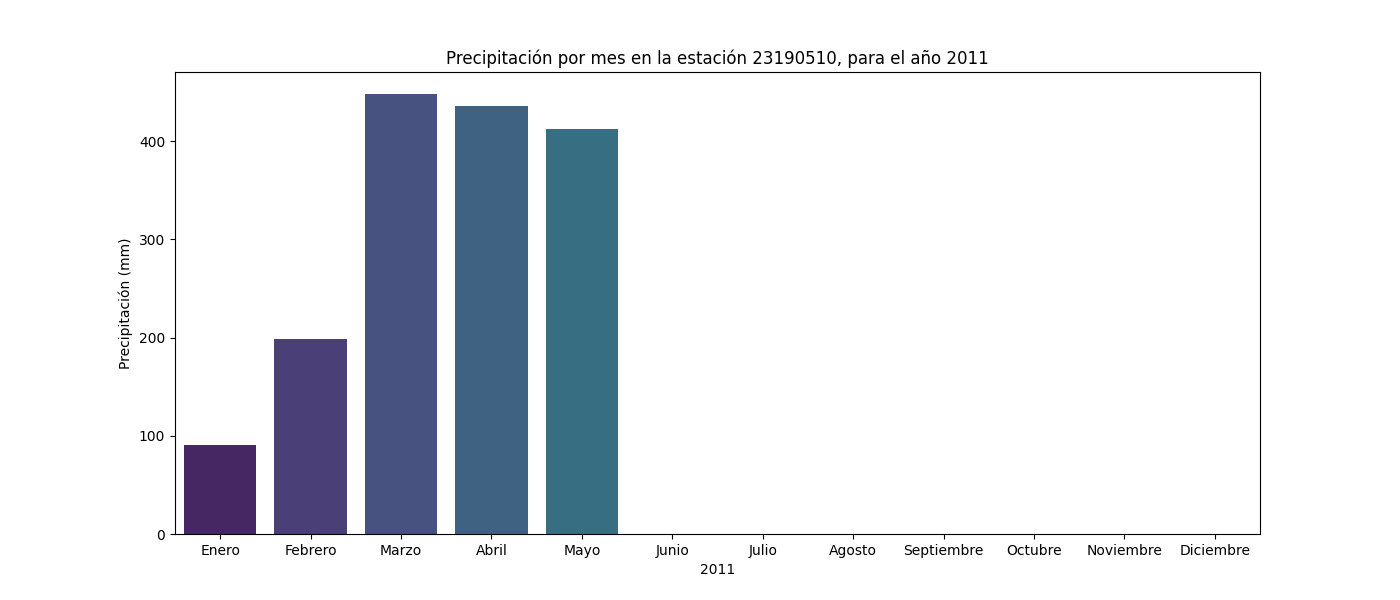 Precipitación por mes en la estación 23190510, para el año 2011
Precipitación (mm)
400
300
200
100
0
Enero Febrero Marzo Abril Mayo Junio Julio Agosto Septiembre Octubre Noviembre Diciembre
2011